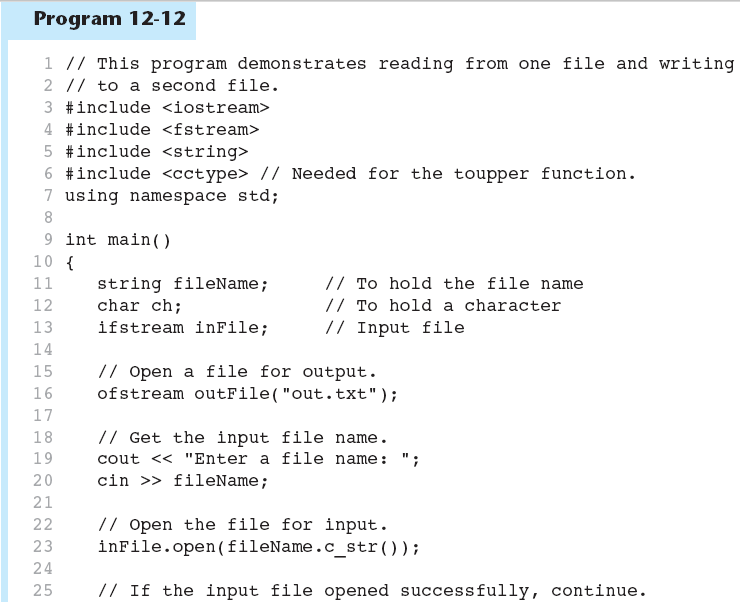 Program 12-12
1 // This program demonstrates reading from one file and writing
2 // to a second file.
3 #include <iostream>
4 #include <fstream>
5 #include <string>
6 #include <cctype> // Needed for the toupper function.
7 using namespace std;
8
9 int main()
10 {
11    string fileName;     // To hold the file name
12    char ch;             // To hold a character
13    ifstream inFile;     // Input file
14
15    // Open a file for output.
16    ofstream outFile("out.txt");
17
18    // Get the input file name.
19    cout << "Enter a file name: ";
20    cin >> fileName;
21
22    // Open the file for input.
23    inFile.open(fileName.c_str());
24
25    // If the input file opened successfully, continue.